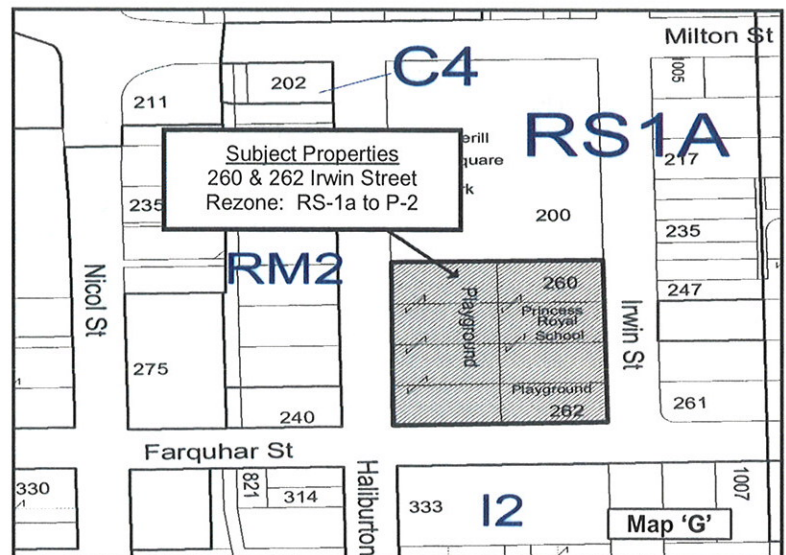 Milton St
C4
202
1005
211
RS1A
erill
quare
rk
217
Subject Properties
260 & 262 Irwin Street
Rezone: RS-1a to P-2
235
200
235
RM2
Nicol St
260
247
Playground
Princess
Royal
School
Irwin St
275
Playground
262
261
240
Farquhar St
330
821
314
Haliburton
333
I2
1007
Map 'G'